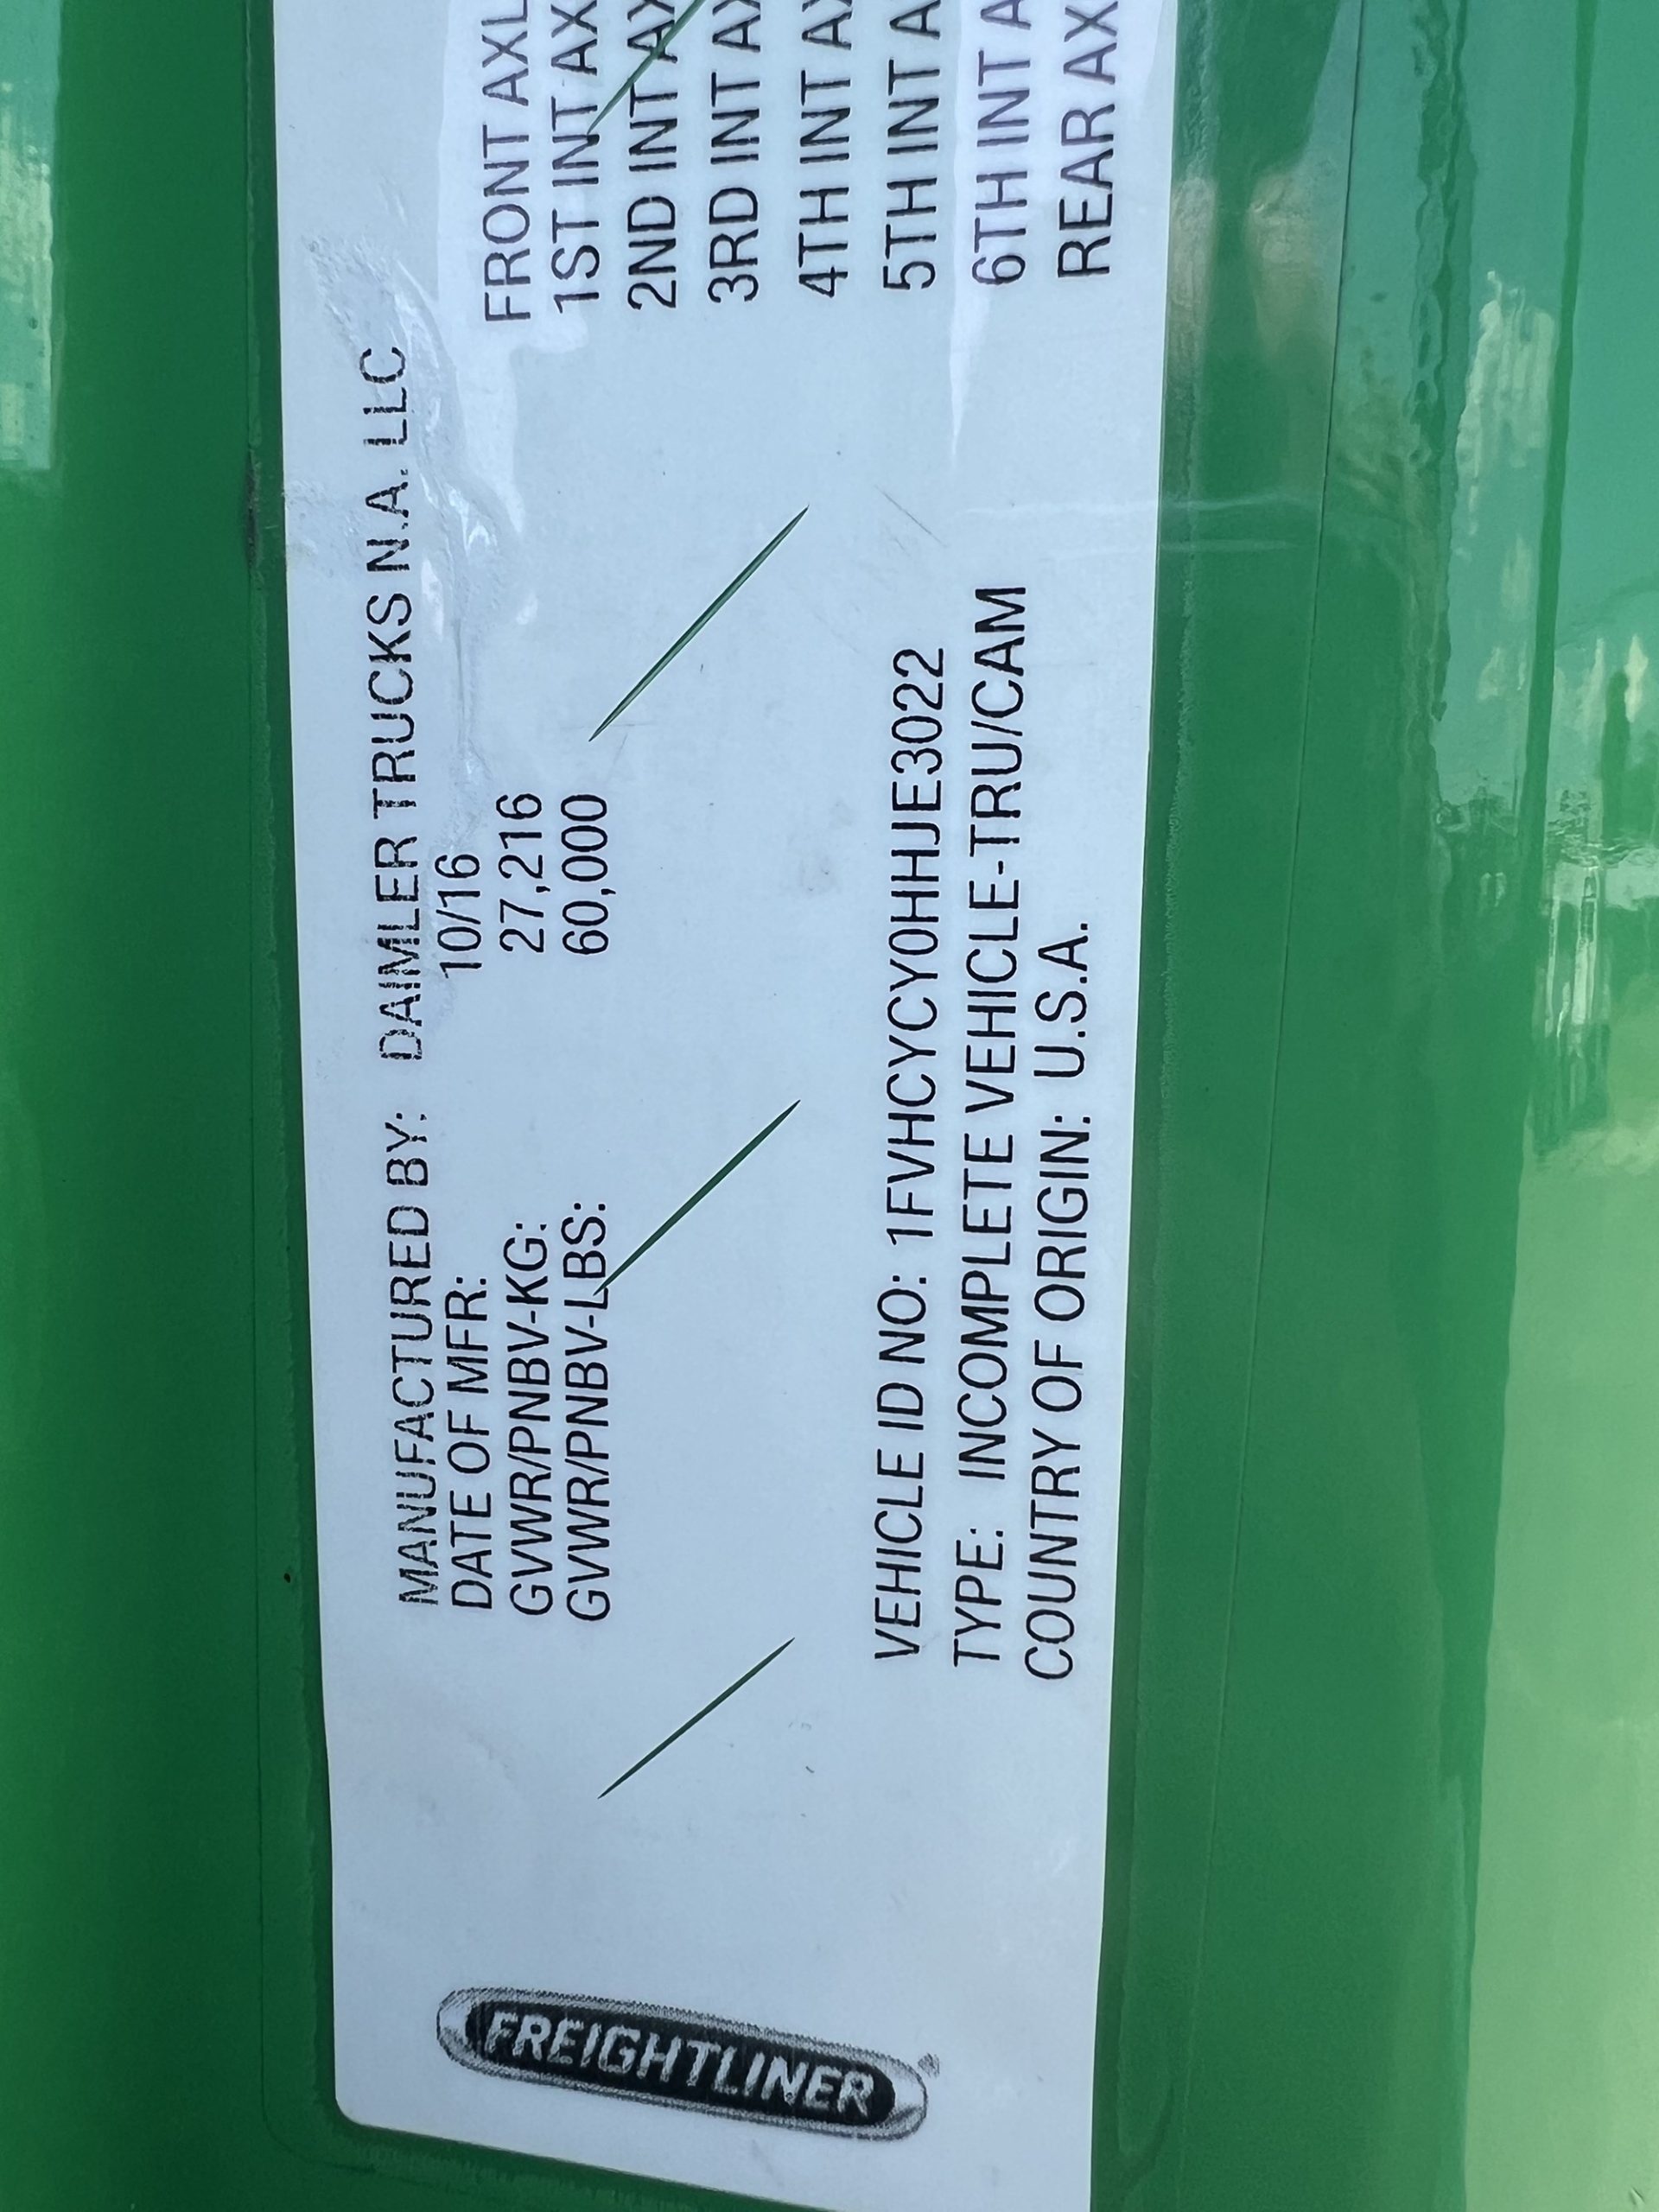 FREIGHTLINER
MANUFACTURED BY: DAIMLER TRUCKS N.A. LLC
DATE OF MFR: 10/16
GVWR/PNBV-KG: 27,216
GVWR/PNBV-LBS: 60,000
VEHICLE ID NO: 1FVHCYCY0HHJE3022
TYPE: INCOMPLETE VEHICLE-TRU/CAM
COUNTRY OF ORIGIN: U.S.A.
FRONT AXL
1ST INT AX
2ND INT AX
3RD INT AX
4TH INT AX
5TH INT A
6TH INT A
REAR AX